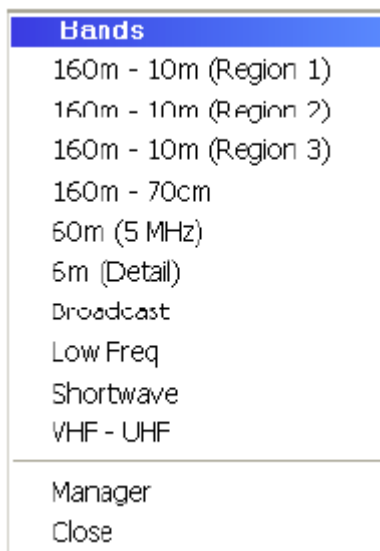 Bands
160m - 10m (Region 1)
160m - 10m (Region 2)
160m - 10m (Region 3)
160m - 70cm
60m (5 MHz)
6m (Detail)
Broadcast
Low Freq
Shortwave
VHF - UHF
Manager
Close